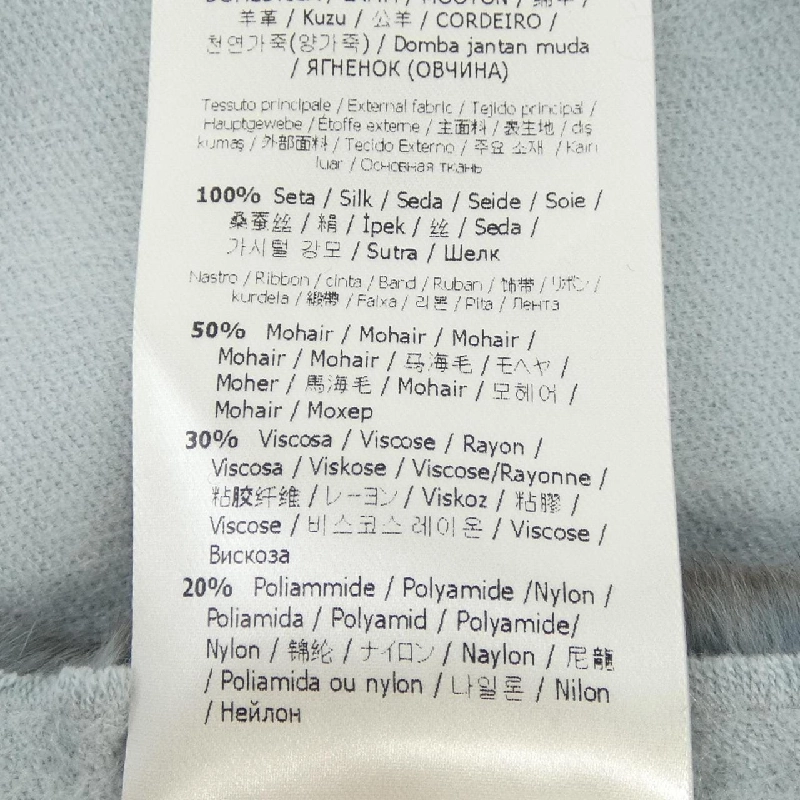 羊革 / Kuzu / 公羊 / CORDEIRO /
천연가죽(양가죽) / Domba jantan muda
/ ЯГНЕНОК (ОВЧИНА)
Tessuto principale / External fabric / Tejido principal /
Hauptgewebe / Étoffe externe / 主面料 / 表生地 / diş
kumaş / 外部面料 / Tecido Externo / 주요 소재 / Kain
luar / Основная ткань
100% Seta / Silk / Seda / Seide / Soie /
桑蚕丝 / 絹 / İpek / 丝 / Seda /
가시털 강모 / Sutra / Шелк
Nastro / Ribbon / cinta / Band / Ruban / 饰带 / リボン /
kurdela / 緞帶 / Faixa / 리본 / Pita / Лента
50% Mohair / Mohair / Mohair /
Mohair / Mohair / 马海毛 / モヘヤ /
Moher / 馬海毛 / Mohair / 모헤어 /
Mohair / Мохер
30% Viscosa / Viscose / Rayon /
Viscosa / Viskose / Viscose/Rayonne /
粘胶纤维 / レーヨン / Viskoz / 粘膠 /
Viscose / 비스코스 레이온 / Viscose /
Вискоза
20% Poliammide / Polyamide /Nylon /
Poliamida / Polyamid / Polyamide/
Nylon / 锦纶 / ナイロン / Naylon / 尼龍
/ Poliamida ou nylon / 나일론 / Nilon
/ Нейлон